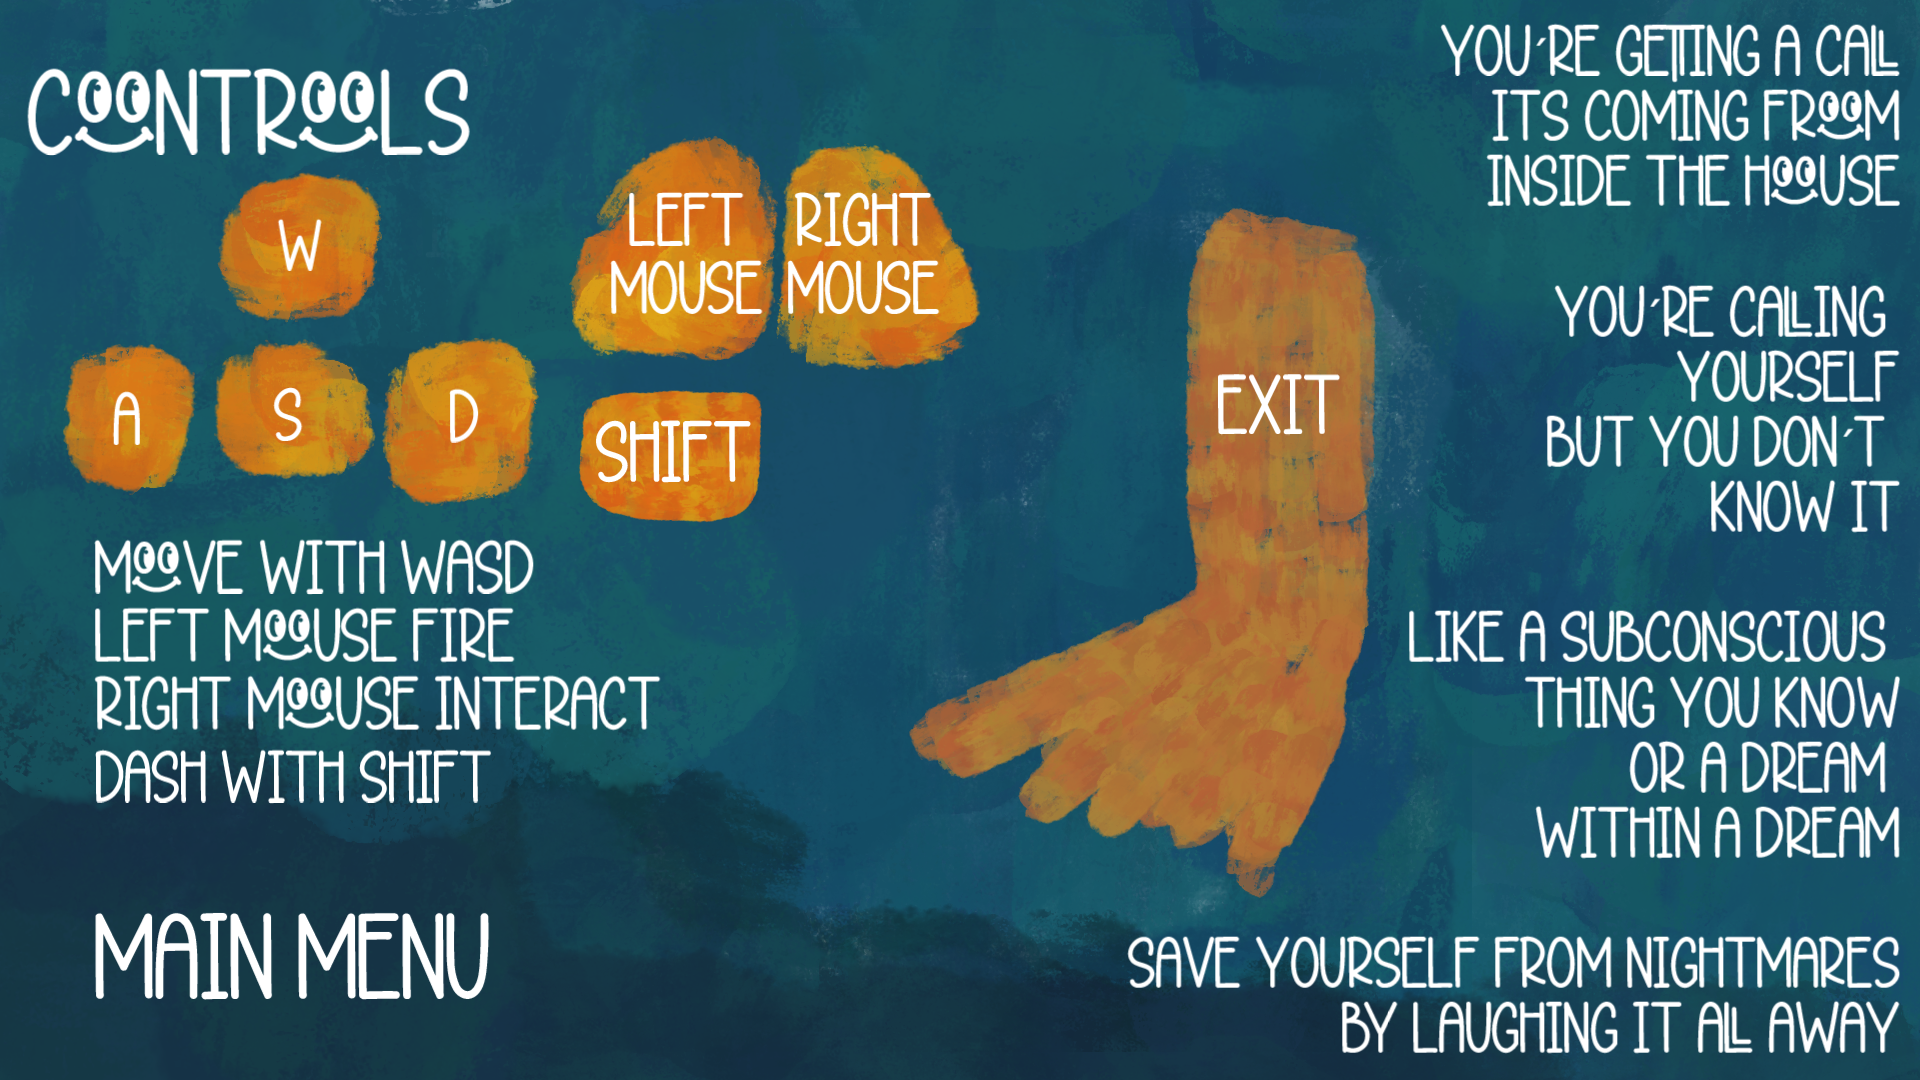 COONTROOLS
W
LEFT MOUSE
RIGHT MOUSE
A
S
D
SHIFT
MOOVE WITH WASD
LEFT MOOUSE FIRE
RIGHT MOOUSE INTERACT
DASH WITH SHIFT
MAIN MENU
EXIT
YOU'RE GETTING A CALL
ITS COMING FROOM
INSIDE THE HOOUSE
YOU'RE CALLING
YOURSELF
BUT YOU DON'T
KNOW IT
LIKE A SUBCONSCIOUS
THING YOU KNOW
OR A DREAM
WITHIN A DREAM
SAVE YOURSELF FROM NIGHTMARES
BY LAUGHING IT ALL AWAY